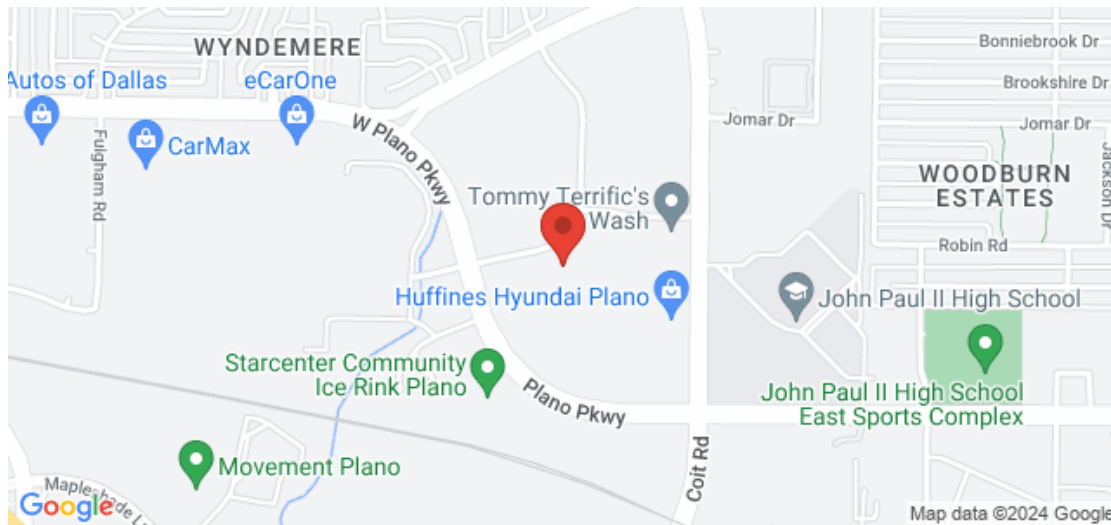 WYNDEMERE
Bonniebrook Dr
Autos of Dallas
eCarOne
Brookshire Dr
CarMax
W Plano Pkwy
Jomar Dr
Jomar Dr
Fulgham Rd
Jackson Dr
WOODBURN
ESTATES
Tommy Terrific's
Wash
Robin Rd
Huffines Hyundai Plano
John Paul II High School
Starcenter Community
Ice Rink Plano
Plano Pkwy
John Paul II High School
East Sports Complex
Coit Rd
Movement Plano
Google
Map data ©2024 Google